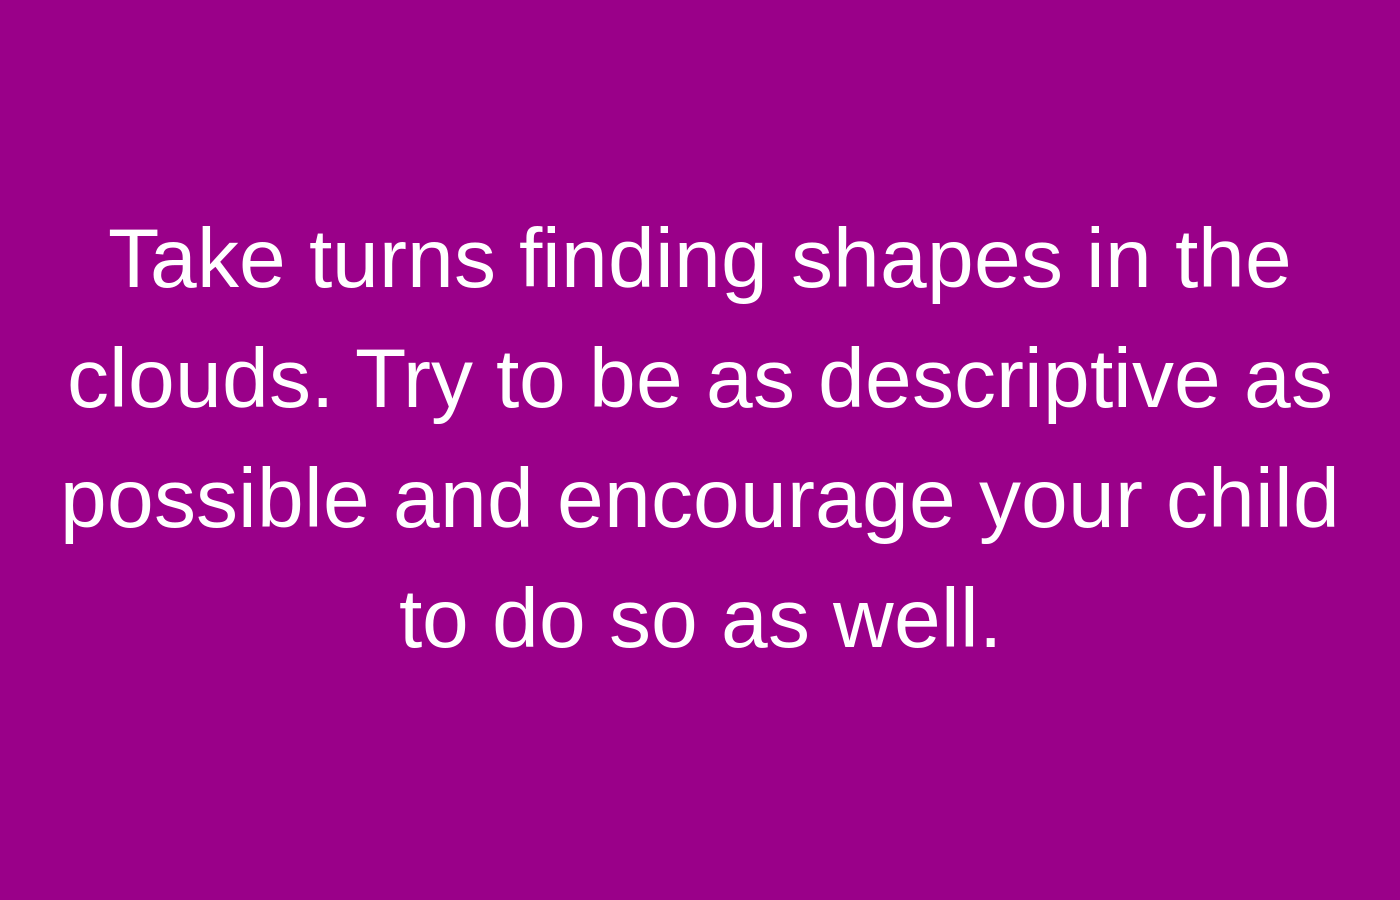 Take turns finding shapes in the
clouds. Try to be as descriptive as
possible and encourage your child
to do so as well.